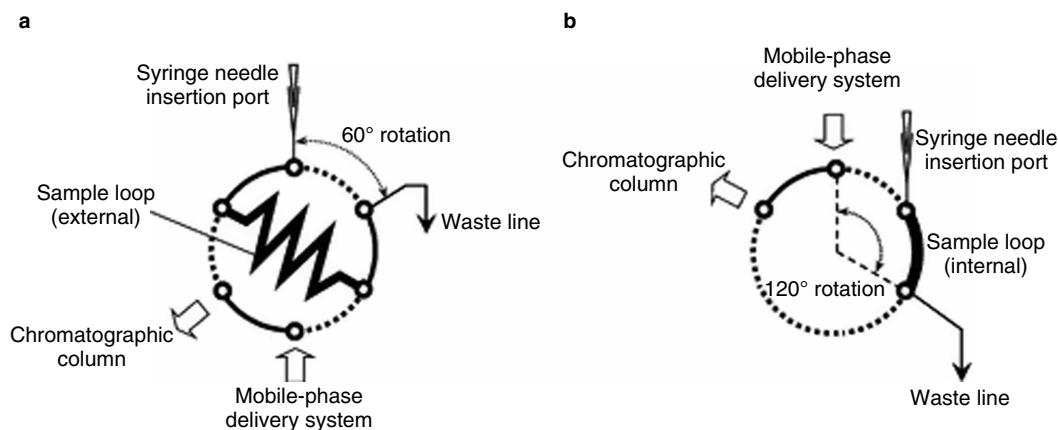 a
Syringe needle
insertion port
60° rotation
Sample loop
(external)
Waste line
Chromatographic
column
Mobile-phase
delivery system
b
Mobile-phase
delivery system
Syringe needle
insertion port
Chromatographic
column
Sample loop
(internal)
120° rotation
Waste line